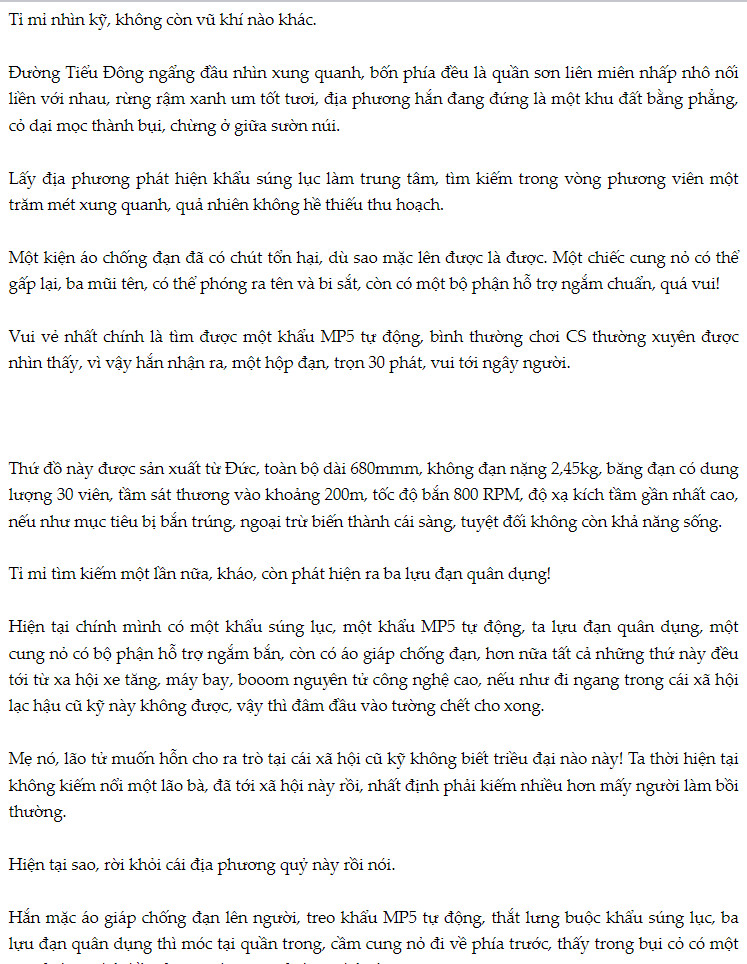 Tỉ mỉ nhìn kỹ, không còn vũ khí nào khác.
Đường Tiểu Đông ngẩng đầu nhìn xung quanh, bốn phía đều là quần sơn liên miên nhấp nhô nối
liền với nhau, rừng rậm xanh um tốt tươi, địa phương hắn đang đứng là một khu đất bằng phẳng,
cỏ dại mọc thành bụi, chừng ở giữa sườn núi.
Lấy địa phương phát hiện khẩu súng lục làm trung tâm, tìm kiếm trong vòng phương viên một
trăm mét xung quanh, quả nhiên không hề thiếu thu hoạch.
Một kiện áo chống đạn đã có chút tổn hại, dù sao mặc lên được là được. Một chiếc cung nỏ có thể
gấp lại, ba mũi tên, có thể phóng ra tên và bi sắt, còn có một bộ phận hỗ trợ ngắm chuẩn, quá vui!
Vui vẻ nhất chính là tìm được một khẩu MP5 tự động, bình thường chơi CS thường xuyên được
nhìn thấy, vì vậy hắn nhận ra, một hộp đạn, trọn 30 phát, vui tới ngây người.
Thứ đồ này được sản xuất từ Đức, toàn bộ dài 680mmm, không đạn nặng 2,45kg, băng đạn có dung
lượng 30 viên, tầm sát thương vào khoảng 200m, tốc độ bắn 800 RPM, độ xạ kích tầm gần nhất cao,
nếu như mục tiêu bị bắn trúng, ngoại trừ biến thành cái sàng, tuyệt đối không còn khả năng sống.
Tỉ mỉ tìm kiếm một lần nữa, kháo, còn phát hiện ra ba lựu đạn quân dụng!
Hiện tại chính mình có một khẩu súng lục, một khẩu MP5 tự động, ta lựu đạn quân dụng, một
cung nỏ có bộ phận hỗ trợ ngắm bắn, còn có áo giáp chống đạn, hơn nữa tất cả những thứ này đều
tới từ xa hội xe tăng, máy bay, booom nguyên tử công nghệ cao, nếu như đi ngang trong cái xã hội
lạc hậu cũ kỹ này không được, vậy thì đâm đầu vào tường chết cho xong.
Mẹ nó, lão tử muốn hỗn cho ra trò tại cái xã hội cũ kỹ không biết triều đại nào này! Ta thời hiện tại
không kiếm nổi một lão bà, đã tới xã hội này rồi, nhất định phải kiếm nhiều hơn mấy người làm bồi
thường.
Hiện tại sao, rời khỏi cái địa phương quỷ này rồi nói.
Hắn mặc áo giáp chống đạn lên người, treo khẩu MP5 tự động, thắt lưng buộc khẩu súng lục, ba
lựu đạn quân dụng thì móc tại quần trong, cầm cung nỏ đi về phía trước, thấy trong bụi cỏ có một